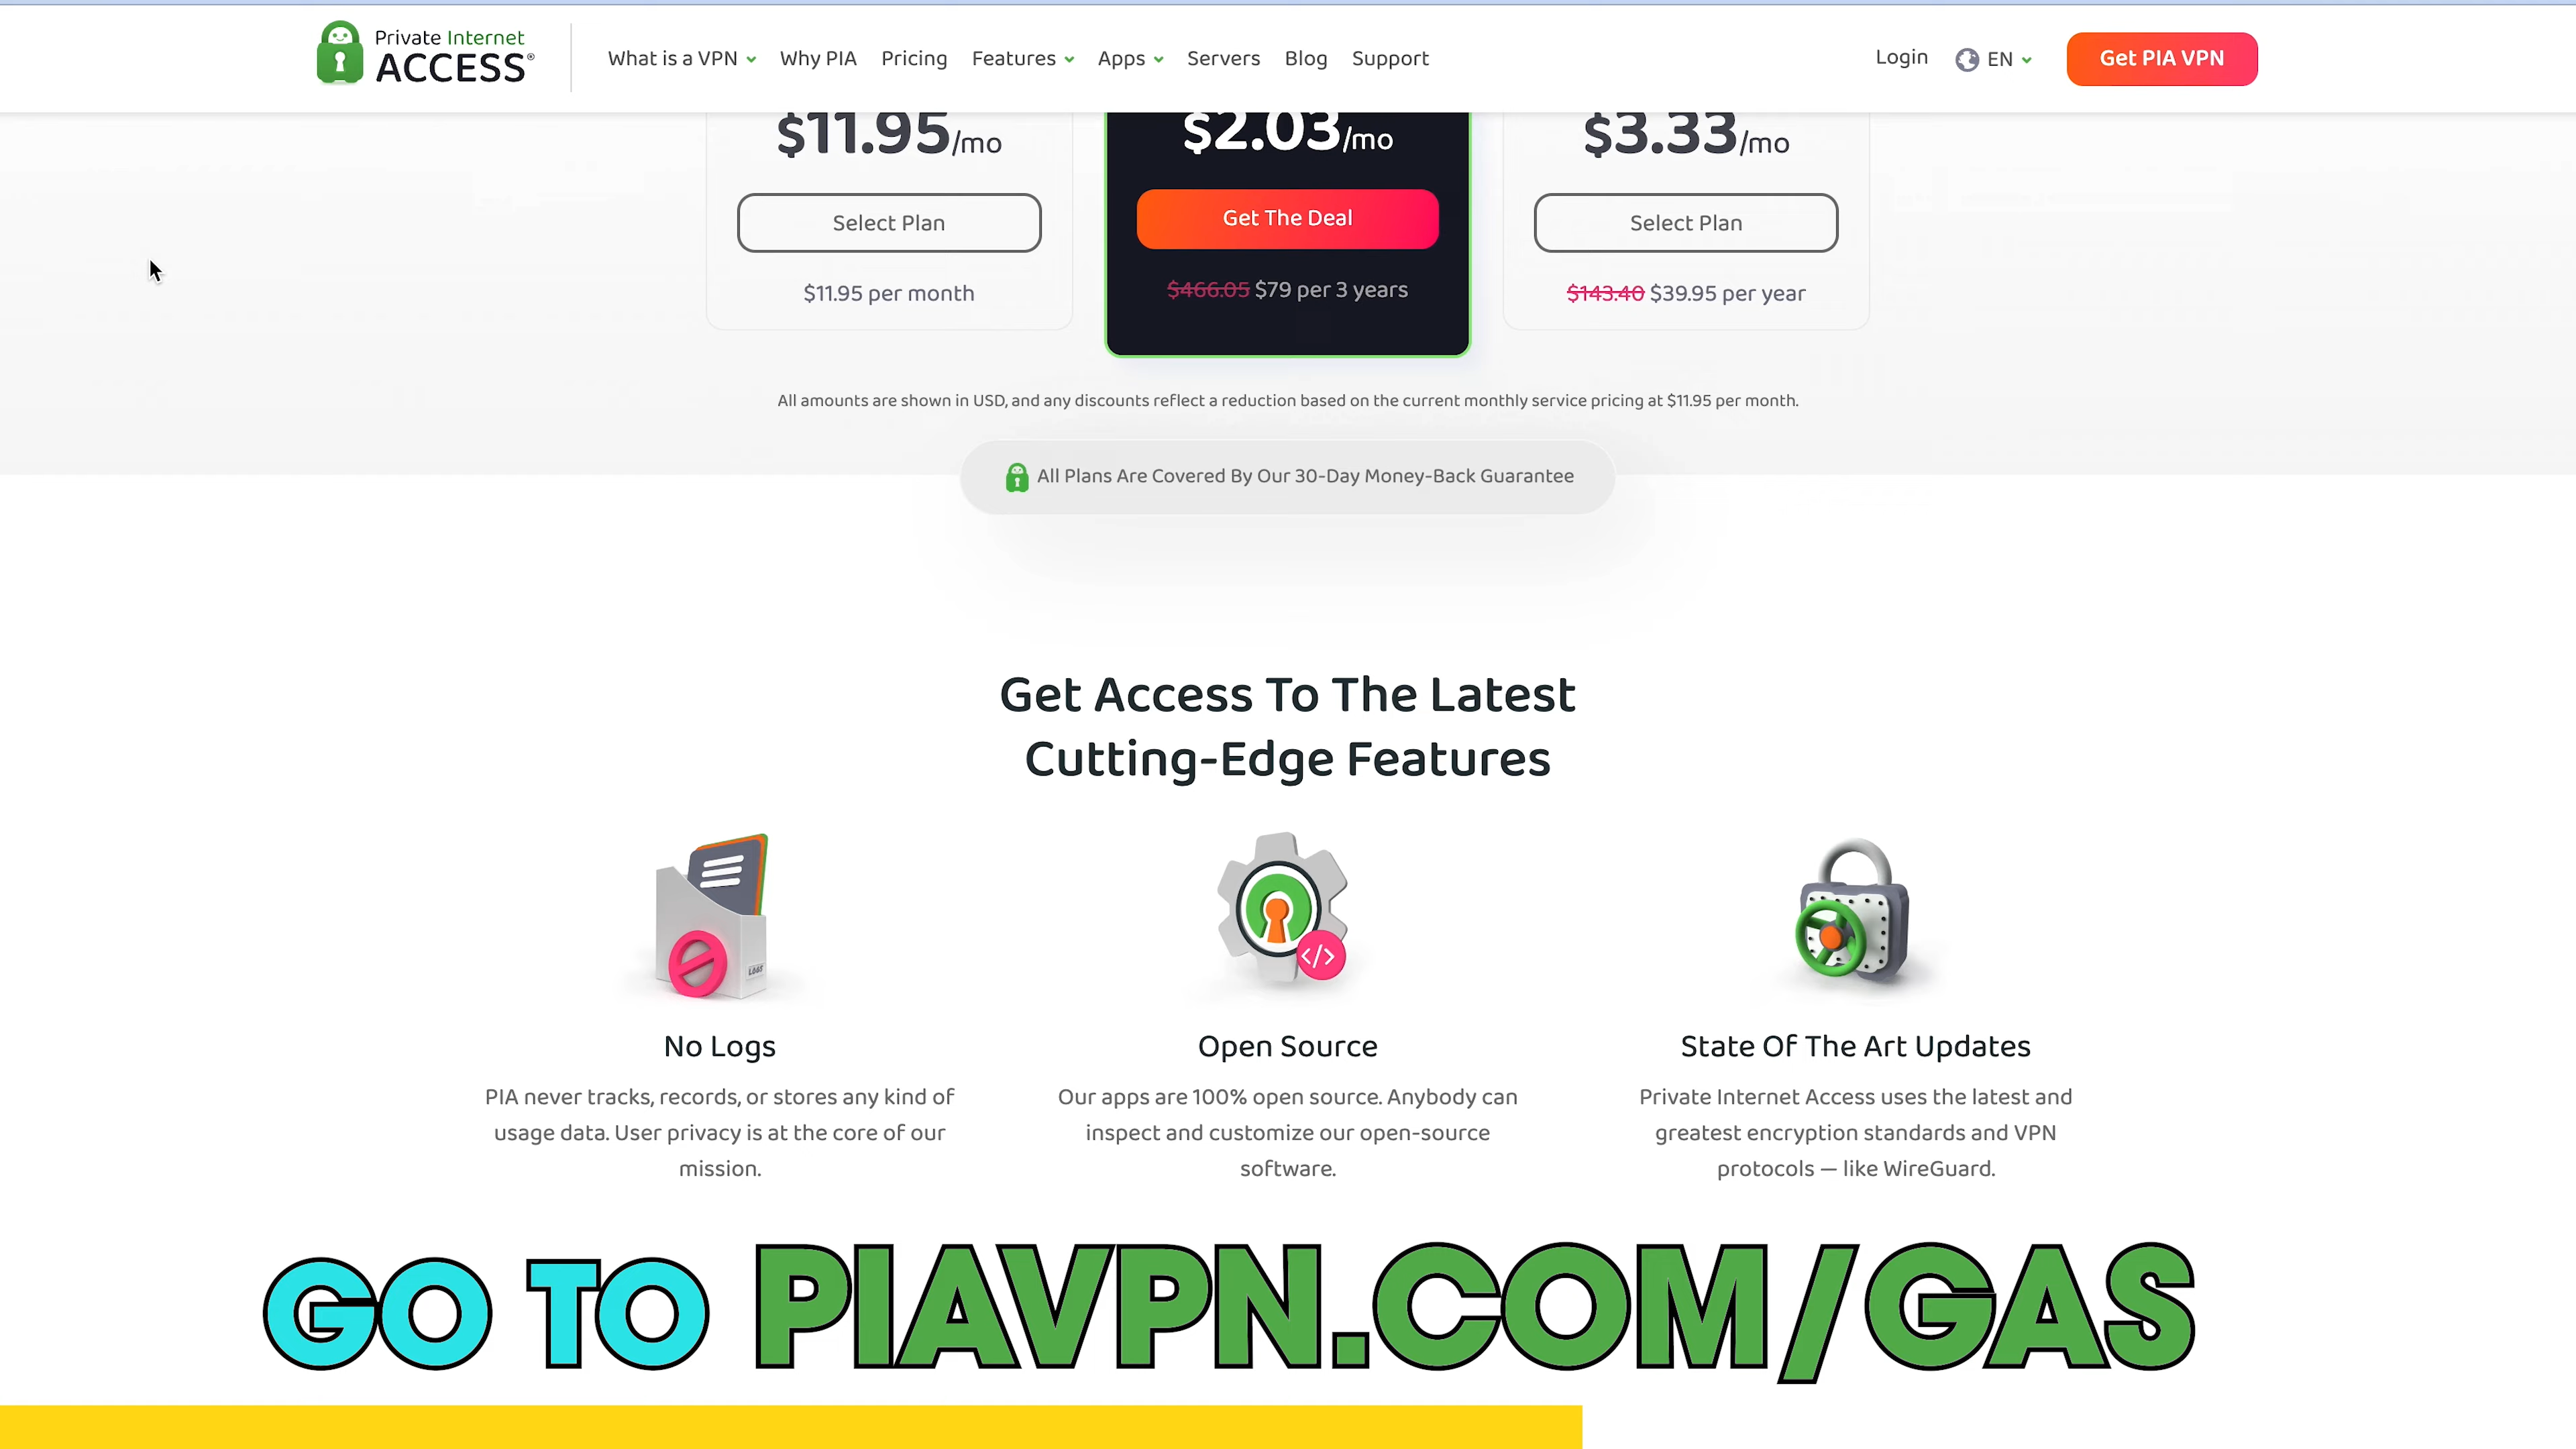 Private Internet
ACCESS®
What is a VPN
Why PIA
Pricing
Features
Apps
Servers
Blog
Support
Login
EN
Get PIA VPN
$11.95/mo
Select Plan
$11.95 per month
$2.03/mo
Get The Deal
$466.05 $79 per 3 years
$3.33/mo
Select Plan
$143.40 $39.95 per year
All amounts are shown in USD, and any discounts reflect a reduction based on the current monthly service pricing at $11.95 per month.
All Plans Are Covered By Our 30-Day Money-Back Guarantee
Get Access To The Latest
Cutting-Edge Features
LOGS
</>
No Logs
PIA never tracks, records, or stores any kind of
usage data. User privacy is at the core of our
mission.
Open Source
Our apps are 100% open source. Anybody can
inspect and customize our open-source
software.
State Of The Art Updates
Private Internet Access uses the latest and
greatest encryption standards and VPN
protocols — like WireGuard.
GO TO PIAVPN.COM/GAS